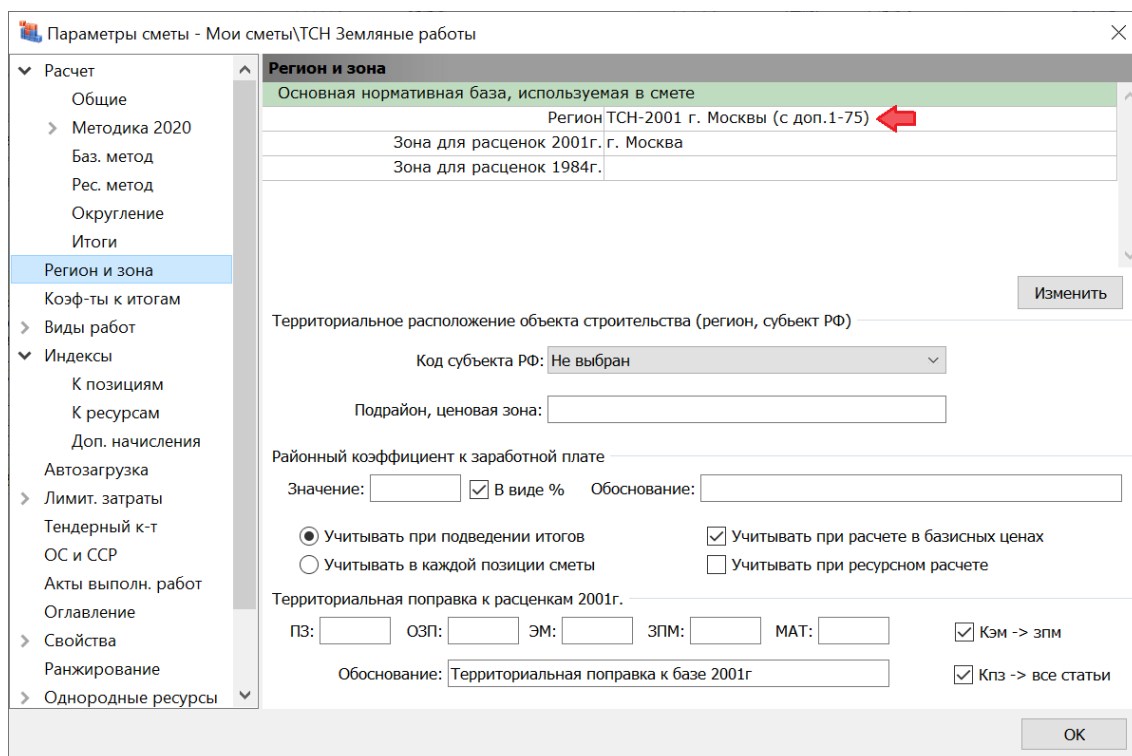 Параметры сметы - Мои сметы\ТСН Земляные работы
Расчет
Общие
Методика 2020
Баз. метод
Рес. метод
Округление
Итоги
Регион и зона
Коэф-ты к итогам
Виды работ
Индексы
К позициям
К ресурсам
Доп. начисления
Автозагрузка
Лимит. затраты
Тендерный к-т
ОС и ССР
Акты выполн. работ
Оглавление
Свойства
Ранжирование
Однородные ресурсы
Регион и зона
Основная нормативная база, используемая в смете
Регион ТСН-2001 г. Москвы (с доп.1-75)
Зона для расценок 2001г. г. Москва
Зона для расценок 1984г.
Изменить
Территориальное расположение объекта строительства (регион, субъект РФ)
Код субъекта РФ: Не выбран
Подрайон, ценовая зона:
Районный коэффициент к заработной плате
Значение: В виде % Обоснование:
Учитывать при подведении итогов Учитывать при расчете в базисных ценах
Учитывать в каждой позиции сметы Учитывать при ресурсном расчете
Территориальная поправка к расценкам 2001г.
ПЗ: ОЗП: ЭМ: ЗПМ: МАТ: Кэм -> зпм
Обоснование: Территориальная поправка к базе 2001г Кпз -> все статьи
ОК